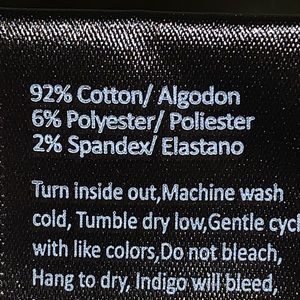 92% Cotton/ Algodon
6% Polyester/ Poliester
2% Spandex/ Elastano
Turn inside out,Machine wash
cold, Tumble dry low,Gentle cycl
with like colors,Do not bleach,
Hang to dry, Indigo will bleed,